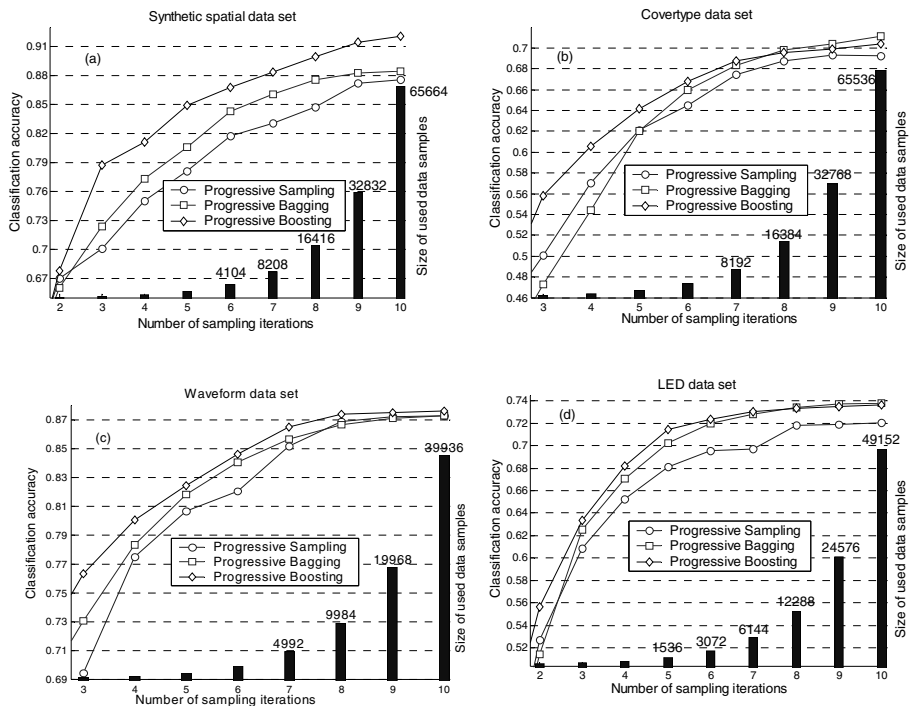 Synthetic spatial data set
(a)
Classification accuracy
0.91
0.88
0.85
0.82
0.79
0.76
0.73
0.7
0.67
Progressive Sampling
Progressive Bagging
Progressive Boosting
4104
8208
16416
32832
65664
2 3 4 5 6 7 8 9 10
Number of sampling iterations
Size of used data samples
Covertype data set
(b)
Classification accuracy
0.7
0.68
0.66
0.64
0.62
0.6
0.58
0.56
0.54
0.52
0.5
0.48
0.46
Progressive Sampling
Progressive Bagging
Progressive Boosting
8192
16384
32768
65536
3 4 5 6 7 8 9 10
Number of sampling iterations
Size of used data samples
Waveform data set
(c)
Classification accuracy
0.87
0.85
0.83
0.81
0.79
0.77
0.75
0.73
0.71
0.69
Progressive Sampling
Progressive Bagging
Progressive Boosting
4992
9984
19968
39936
3 4 5 6 7 8 9 10
Number of sampling iterations
Size of used data samples
LED data set
(d)
Classification accuracy
0.74
0.72
0.7
0.68
0.66
0.64
0.62
0.6
0.58
0.56
0.54
0.52
Progressive Sampling
Progressive Bagging
Progressive Boosting
1536
3072
6144
12288
24576
49152
2 3 4 5 6 7 8 9 10
Number of sampling iterations
Size of used data samples